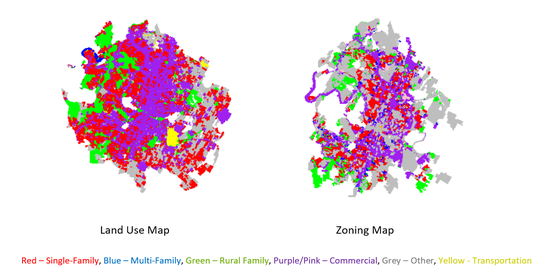 Land Use Map
Zoning Map
Red – Single-Family, Blue – Multi-Family, Green – Rural Family, Purple/Pink – Commercial, Grey – Other, Yellow - Transportation